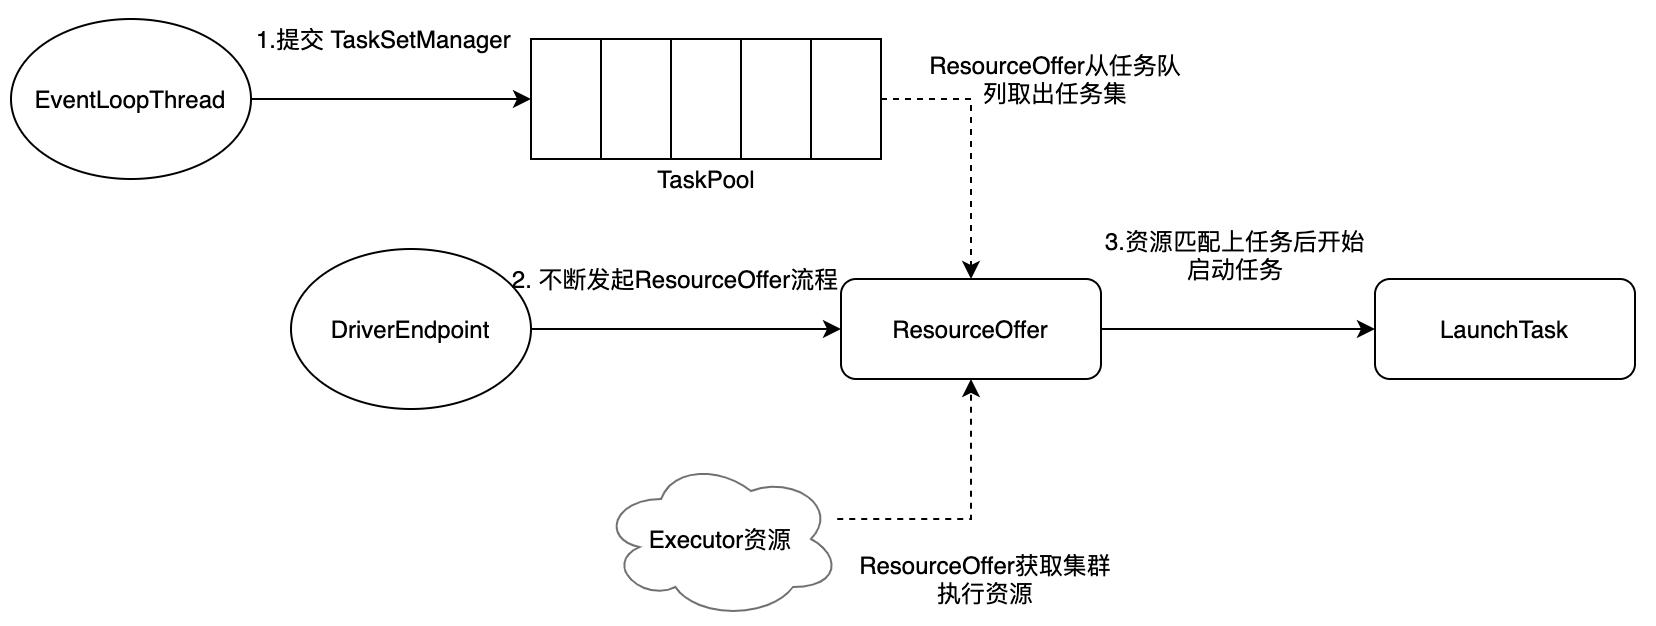 1.提交 TaskSetManager
EventLoopThread
ResourceOffer从任务队
列取出任务集
TaskPool
2. 不断发起ResourceOffer流程
3.资源匹配上任务后开始
启动任务
DriverEndpoint
ResourceOffer
LaunchTask
Executor资源
ResourceOffer获取集群
执行资源